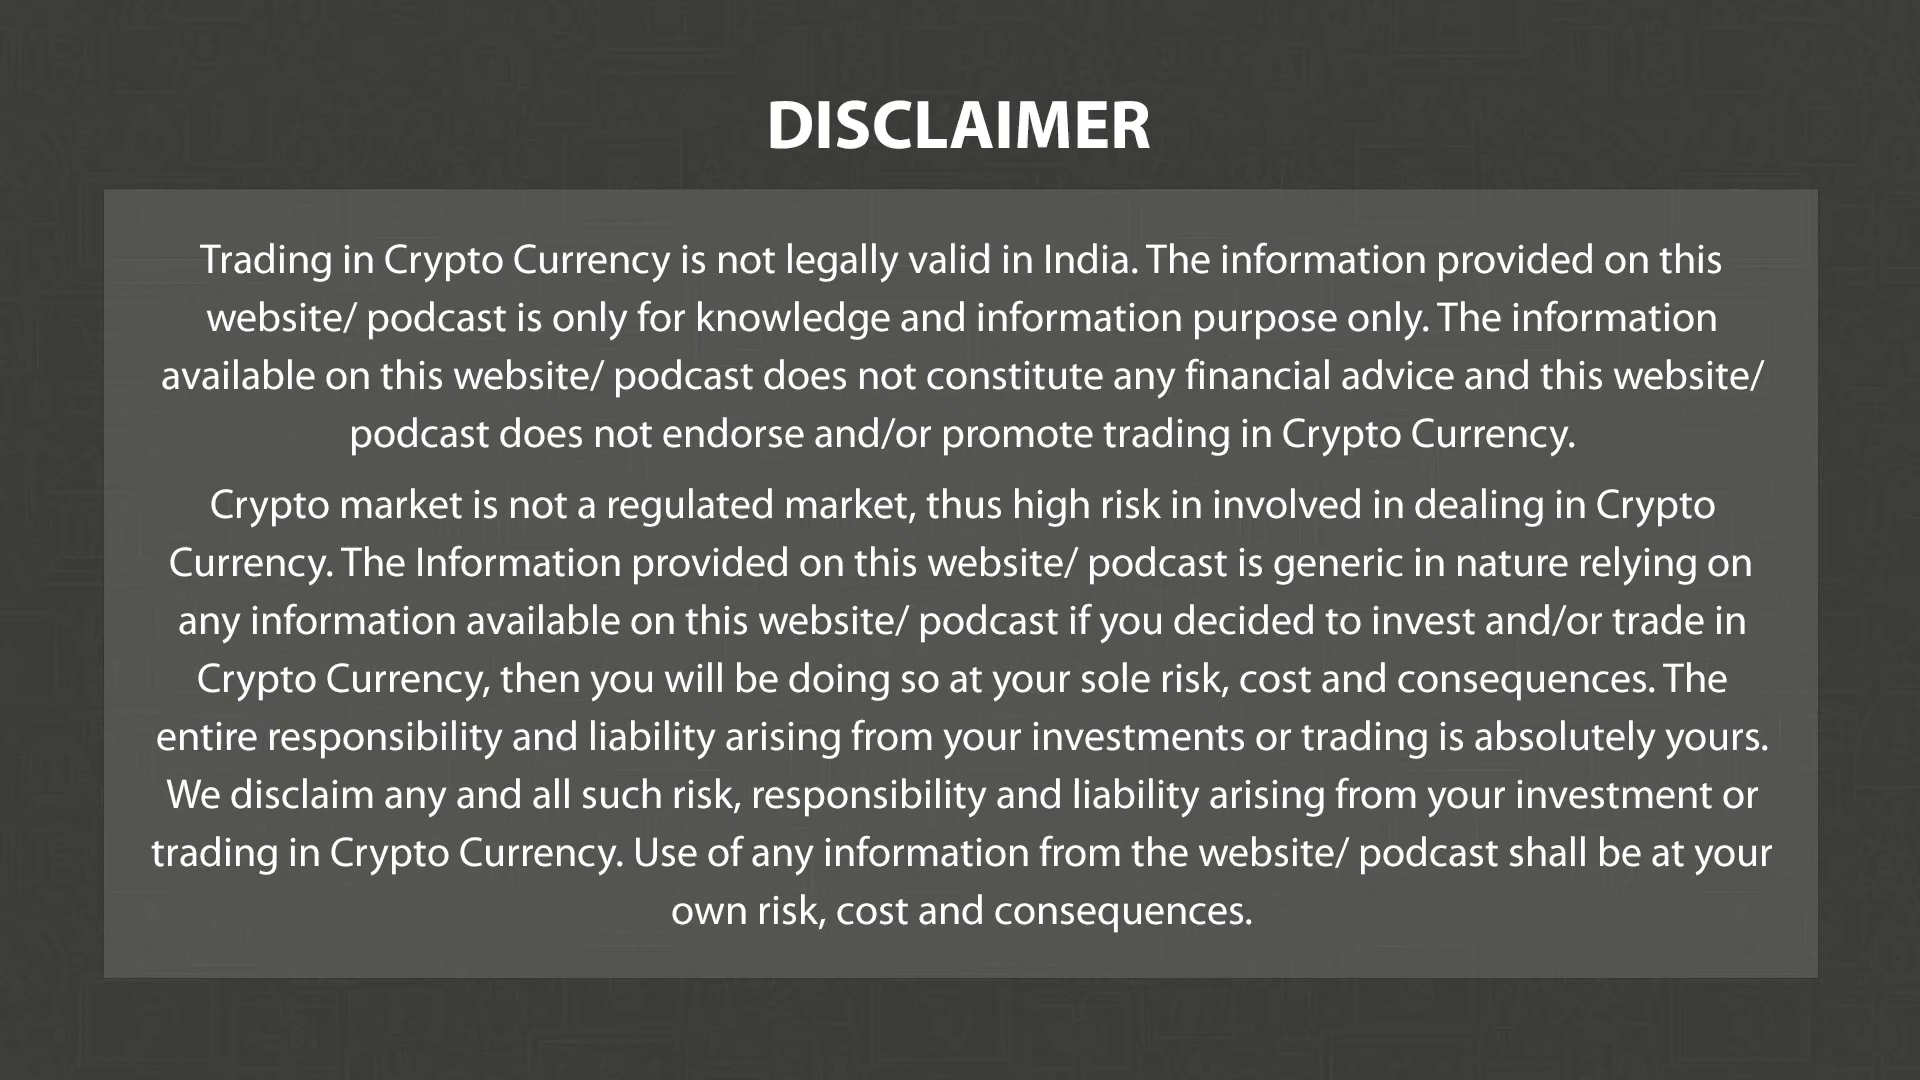 DISCLAIMER
Trading in Crypto Currency is not legally valid in India. The information provided on this
website/ podcast is only for knowledge and information purpose only. The information
available on this website/ podcast does not constitute any financial advice and this website/
podcast does not endorse and/or promote trading in Crypto Currency.
Crypto market is not a regulated market, thus high risk in involved in dealing in Crypto
Currency. The Information provided on this website/ podcast is generic in nature relying on
any information available on this website/ podcast if you decided to invest and/or trade in
Crypto Currency, then you will be doing so at your sole risk, cost and consequences. The
entire responsibility and liability arising from your investments or trading is absolutely yours.
We disclaim any and all such risk, responsibility and liability arising from your investment or
trading in Crypto Currency. Use of any information from the website/ podcast shall be at your
own risk, cost and consequences.